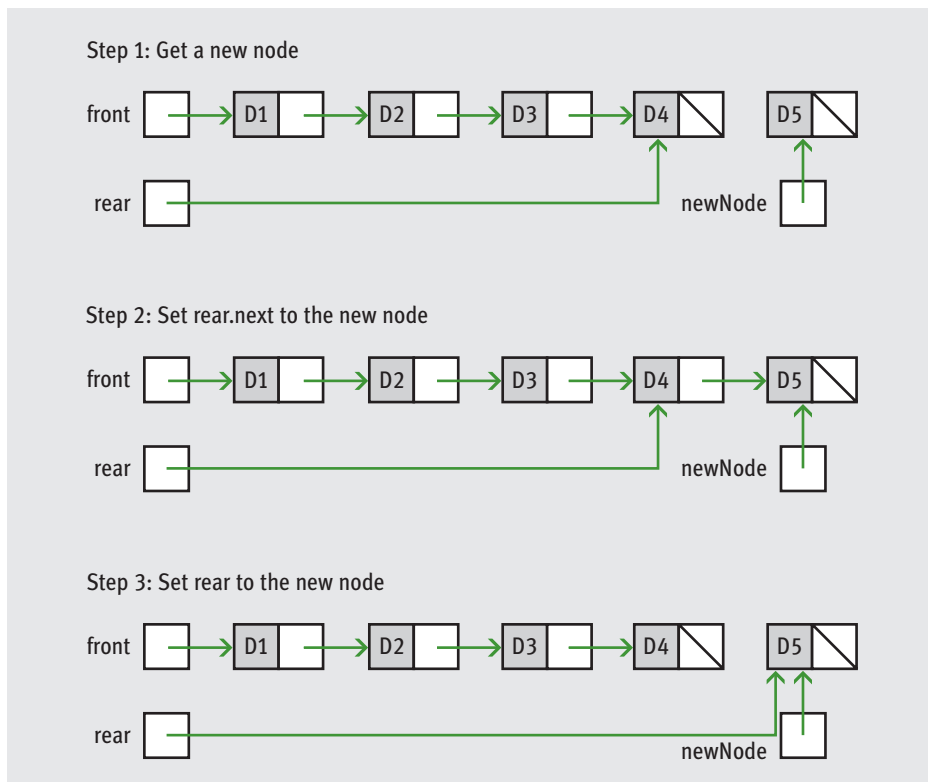 Step 1: Get a new node
front D1 D2 D3 D4 D5
rear newNode
Step 2: Set rear.next to the new node
front D1 D2 D3 D4 D5
rear newNode
Step 3: Set rear to the new node
front D1 D2 D3 D4 D5
rear newNode